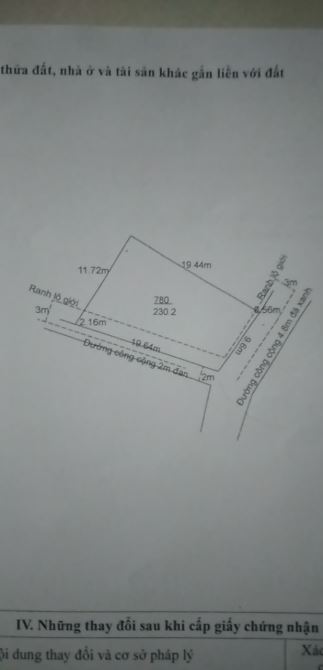 thửa đất, nhà ở và tài sản khác gắn liền với đất
19.44m
11.72m
Ranh lộ giới
3m
2.16m
780
230.2
Ranh lộ giới
3m
8.56m
19.64m
9.6m
2m
Đường công cộng 2m đan
Đường công cộng 4.8m đá xanh
IV. Những thay đổi sau khi cấp giấy chứng nhận
ội dung thay đổi và cơ sở pháp lý
Xác